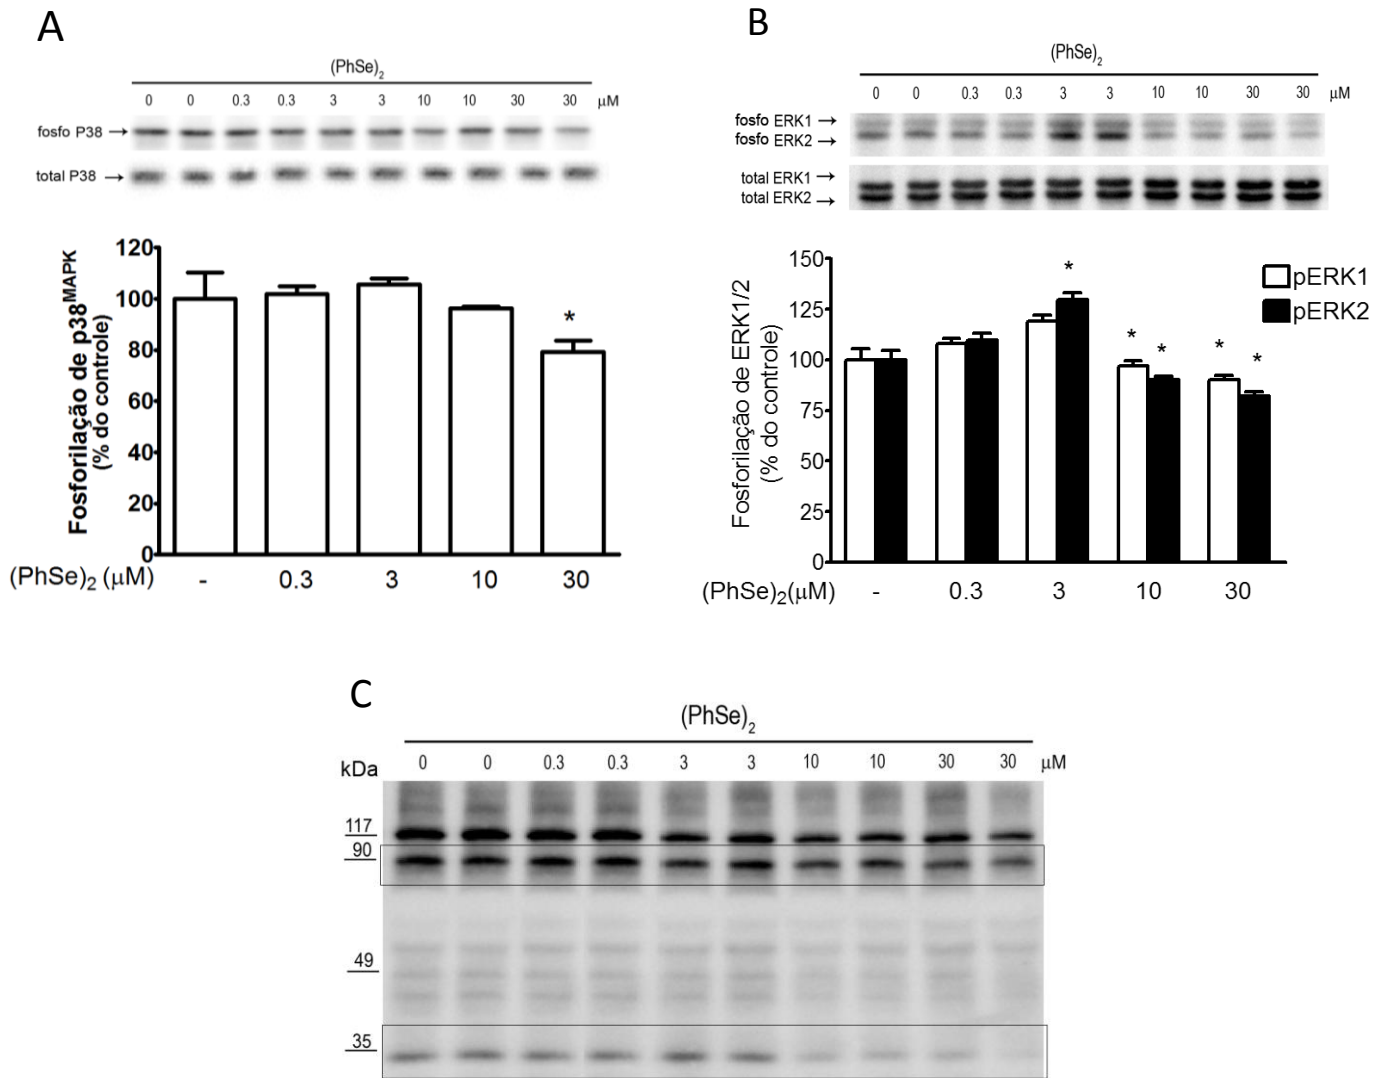 A
(PhSe)2
0 0 0.3 0.3 3 3 10 10 30 30 μM
fosfo P38 →
total P38 →
Fosforilação de p38MAPK
(% do controle)
120
100
80
60
40
20
0
*
(PhSe)2 (μM) - 0.3 3 10 30
B
(PhSe)2
0 0 0.3 0.3 3 3 10 10 30 30 μM
fosfo ERK1 →
fosfo ERK2 →
total ERK1 →
total ERK2 →
Fosforilação de ERK1/2
(% do controle)
150
125
100
75
50
25
0
*
* *
* *
pERK1
pERK2
(PhSe)2(μM) - 0.3 3 10 30
C
(PhSe)2
kDa 0 0 0.3 0.3 3 3 10 10 30 30 μM
117
90
49
35